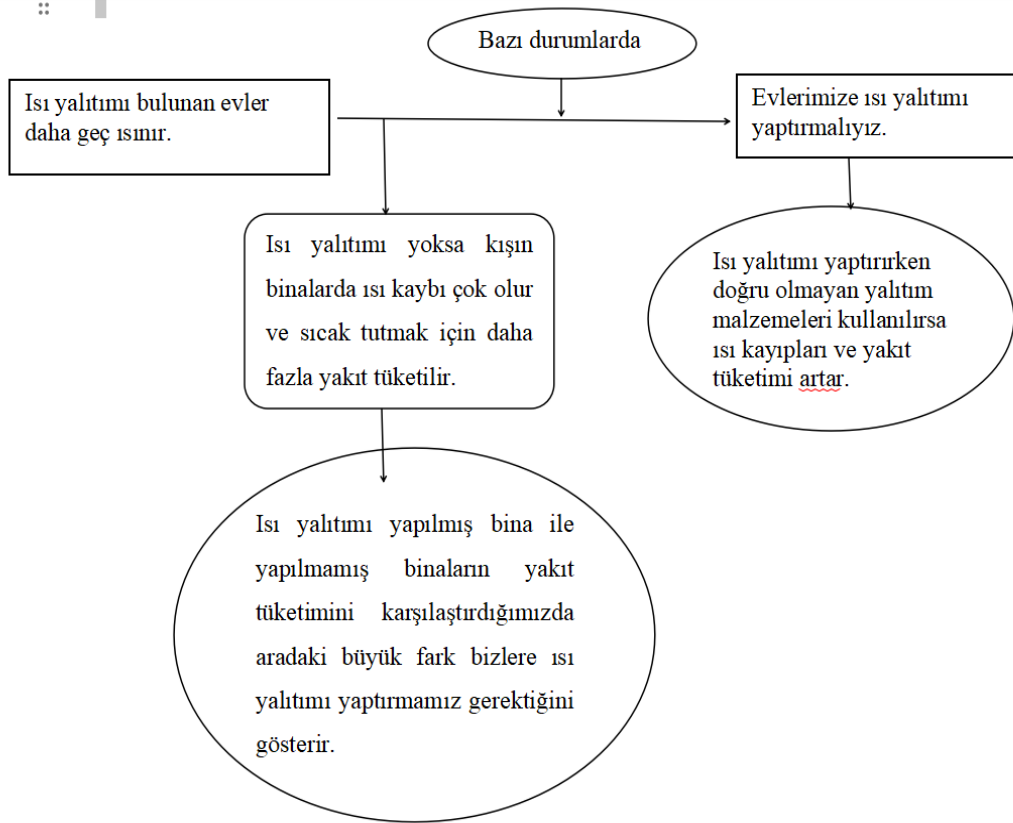 Bazı durumlarda
Isı yalıtımı bulunan evler
daha geç ısınır.
Evlerimize ısı yalıtımı
yaptırmalıyız.
Isı yalıtımı yoksa kışın
binalarda ısı kaybı çok olur
ve sıcak tutmak için daha
fazla yakıt tüketilir.
Isı yalıtımı yaptırırken
doğru olmayan yalıtım
malzemeleri kullanılırsa
ısı kayıpları ve yakıt
tüketimi artar.
Isı yalıtımı yapılmış bina ile
yapılmamış binaların yakıt
tüketimini karşılaştırdığımızda
aradaki büyük fark bizlere ısı
yalıtımı yaptırmamız gerektiğini
gösterir.